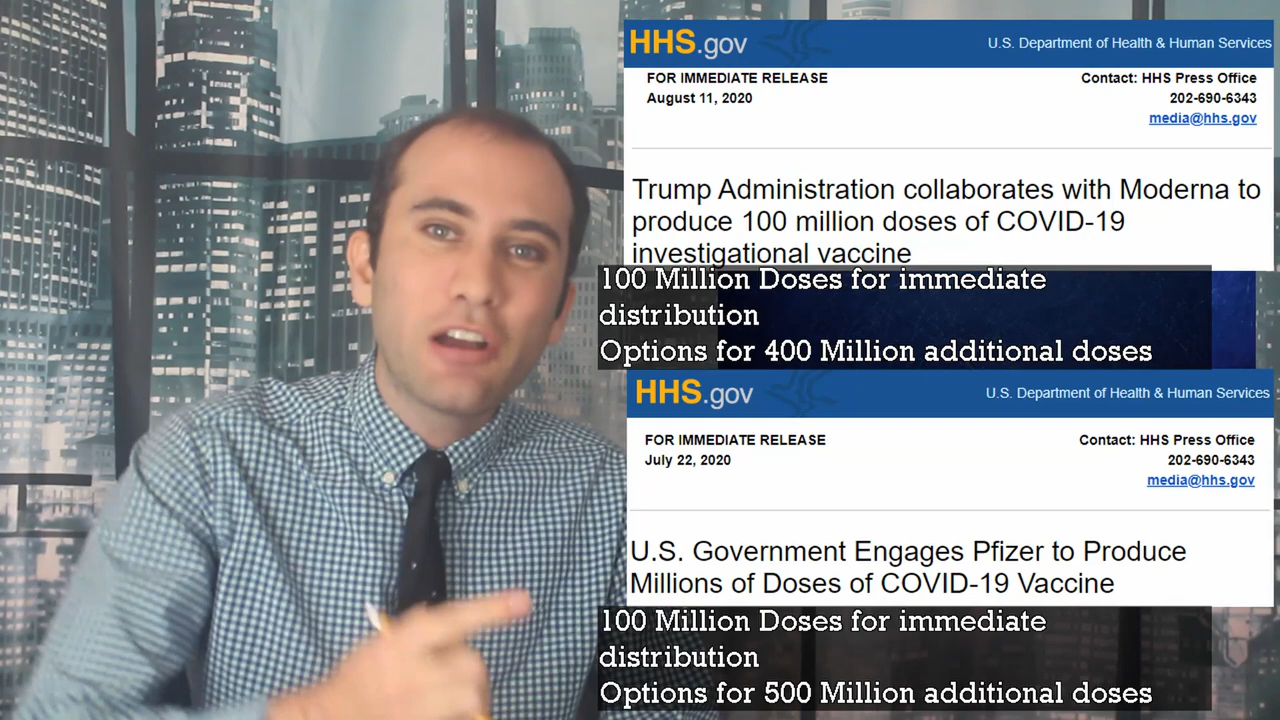 HHS.gov
U.S. Department of Health & Human Services
FOR IMMEDIATE RELEASE
August 11, 2020
Contact: HHS Press Office
202-690-6343
media@hhs.gov
Trump Administration collaborates with Moderna to
produce 100 million doses of COVID-19
investigational vaccine
100 Million Doses for immediate
distribution
Options for 400 Million additional doses
HHS.gov
U.S. Department of Health & Human Services
FOR IMMEDIATE RELEASE
July 22, 2020
Contact: HHS Press Office
202-690-6343
media@hhs.gov
U.S. Government Engages Pfizer to Produce
Millions of Doses of COVID-19 Vaccine
100 Million Doses for immediate
distribution
Options for 500 Million additional doses